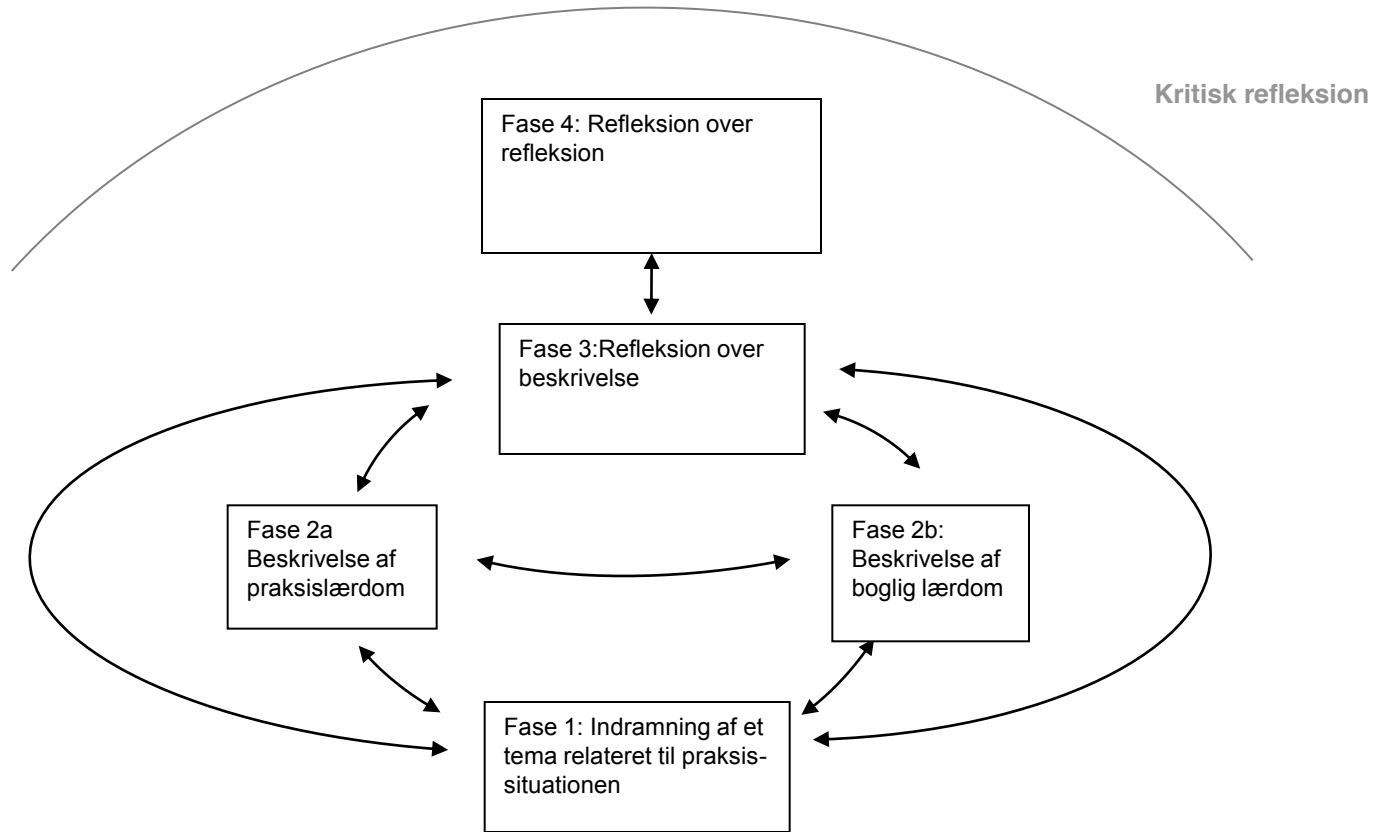 Kritisk refleksion
Fase 4: Refleksion over
refleksion
Fase 3:Refleksion over
beskrivelse
Fase 2a
Beskrivelse af
praksislærdom
Fase 2b:
Beskrivelse af
boglig lærdom
Fase 1: Indramning af et
tema relateret til praksis-
situationen